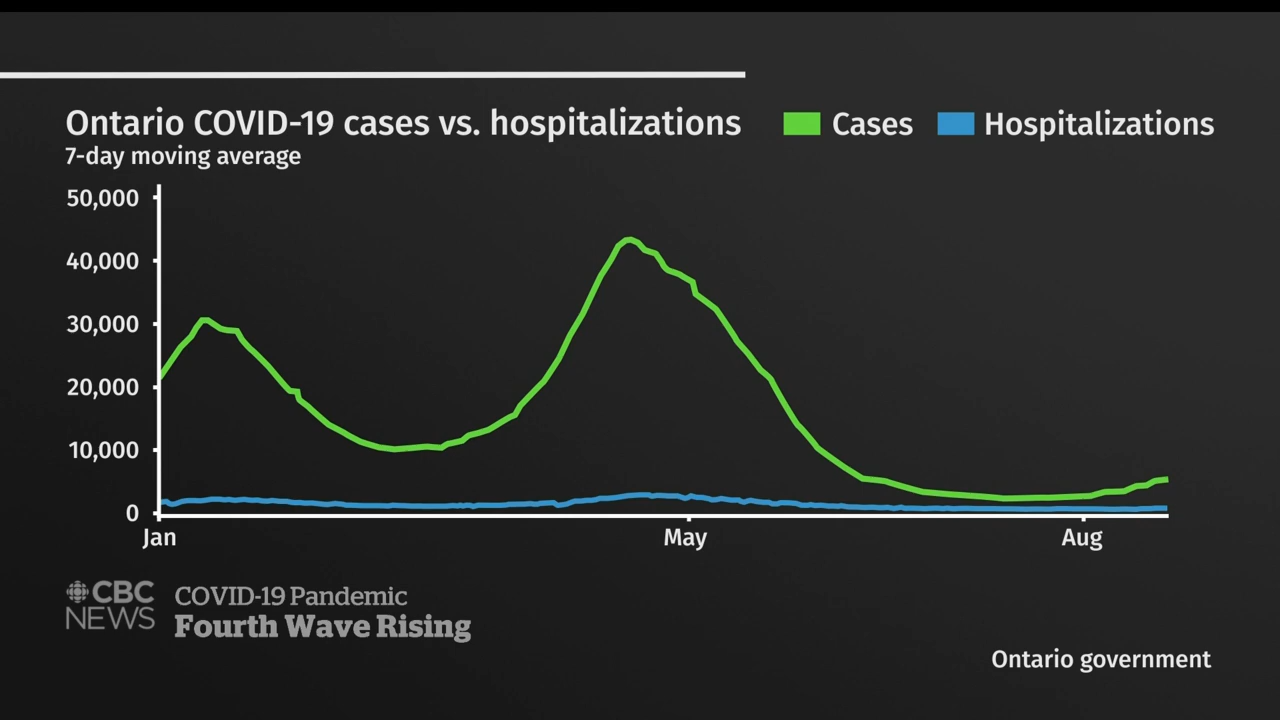 Ontario COVID-19 cases vs. hospitalizations
Cases
Hospitalizations
7-day moving average
50,000
40,000
30,000
20,000
10,000
0
Jan
May
Aug
CBC
NEWS
COVID-19 Pandemic
Fourth Wave Rising
Ontario government